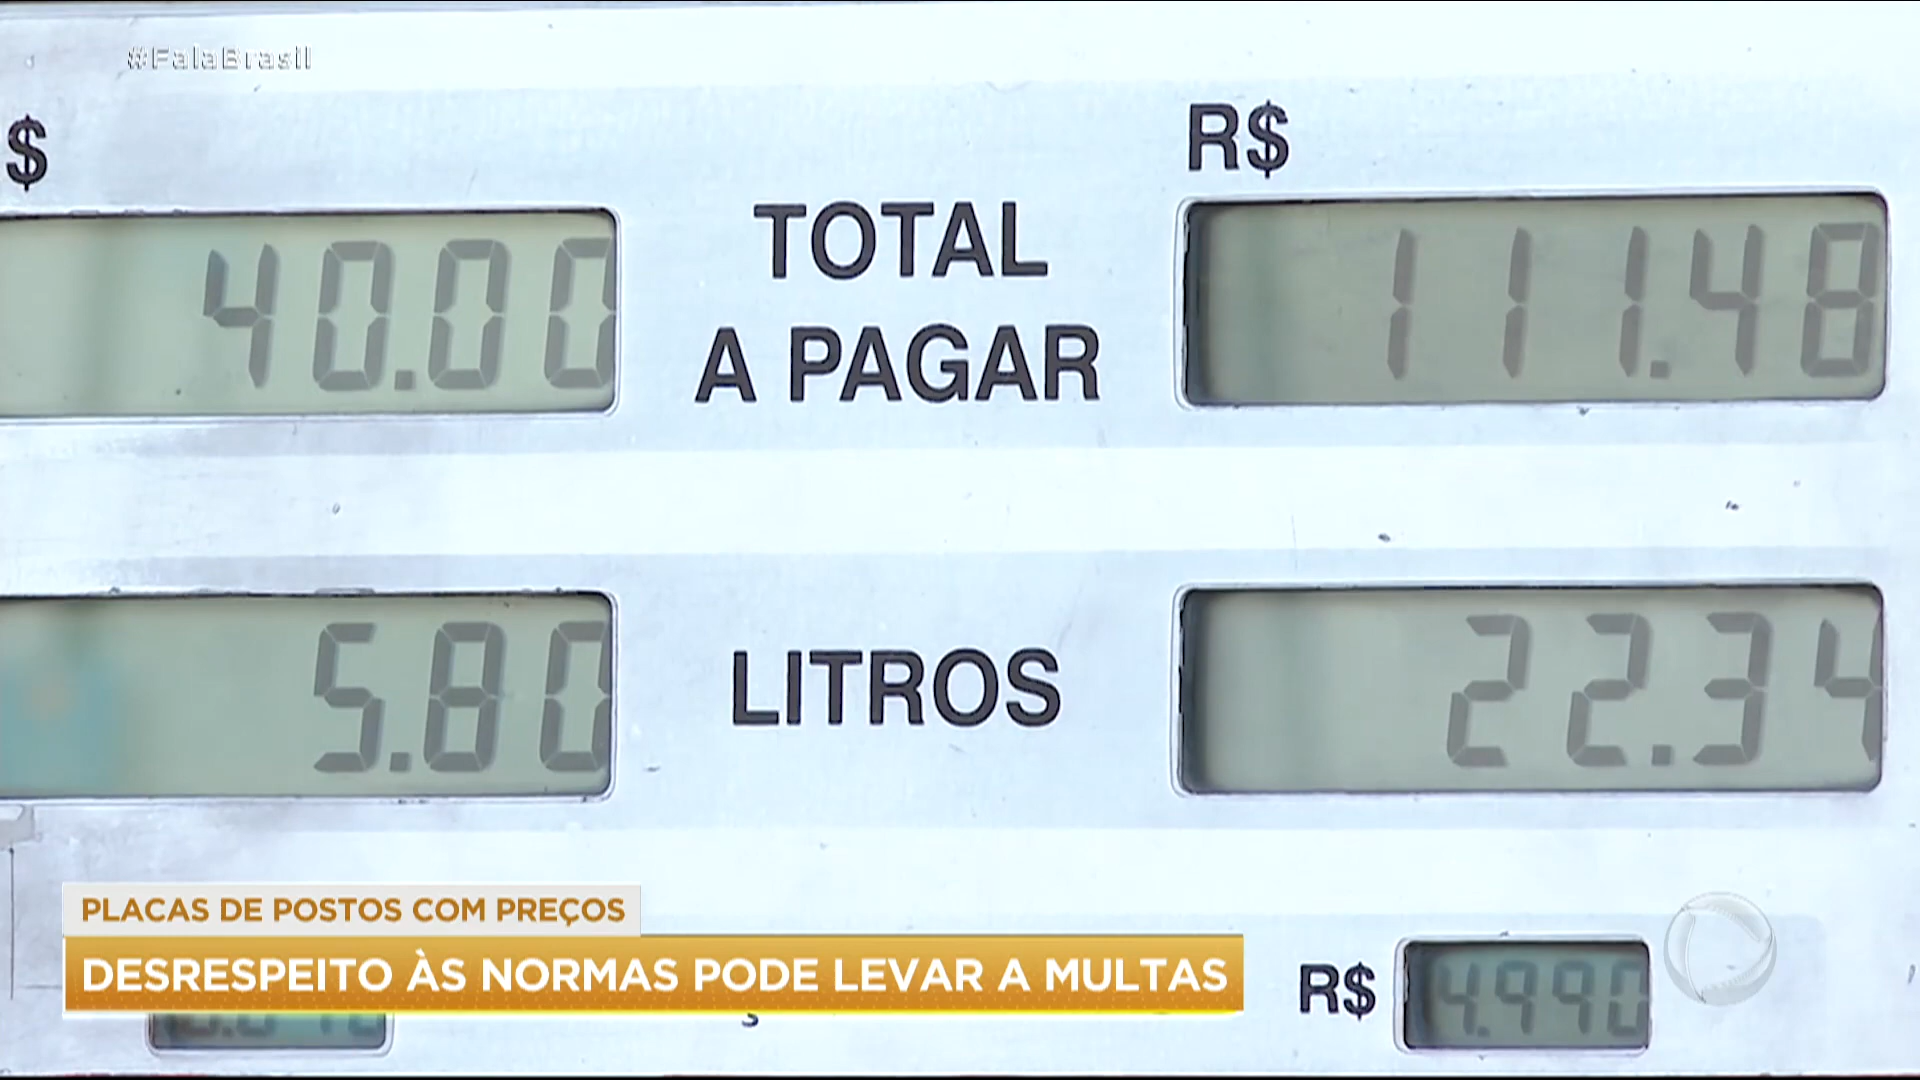 #FalaBrasil
$
R$
40.00
TOTAL
A PAGAR
111.48
5.80
LITROS
22.34
PLACAS DE POSTOS COM PREÇOS
DESRESPEITO ÀS NORMAS PODE LEVAR A MULTAS
R$
4.990